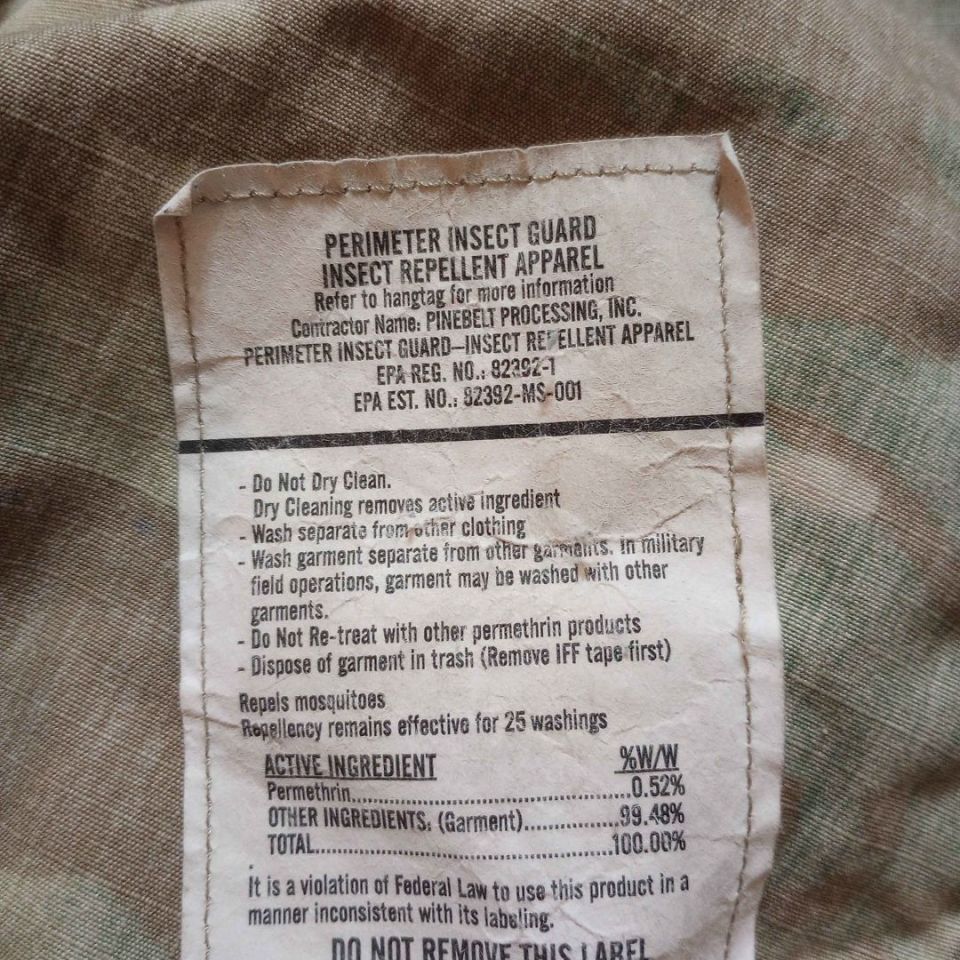 PERIMETER INSECT GUARD
INSECT REPELLENT APPAREL
Refer to hangtag for more information
Contractor Name: PINEBELT PROCESSING, INC.
PERIMETER INSECT GUARD–INSECT REPELLENT APPAREL
EPA REG. NO.: 82392-1
EPA EST. NO.: 82392-MS-001
- Do Not Dry Clean.
Dry Cleaning removes active ingredient
- Wash separate from other clothing
- Wash garment separate from other garments. In military
field operations, garment may be washed with other
garments.
- Do Not Re-treat with other permethrin products
- Dispose of garment in trash (Remove IFF tape first)
Repels mosquitoes
Repellency remains effective for 25 washings
ACTIVE INGREDIENT %W/W
Permethrin..............................0.52%
OTHER INGREDIENTS: (Garment)...............99.48%
TOTAL..............................100.00%
It is a violation of Federal Law to use this product in a
manner inconsistent with its labeling.
DO NOT REMOVE THIS LABEL